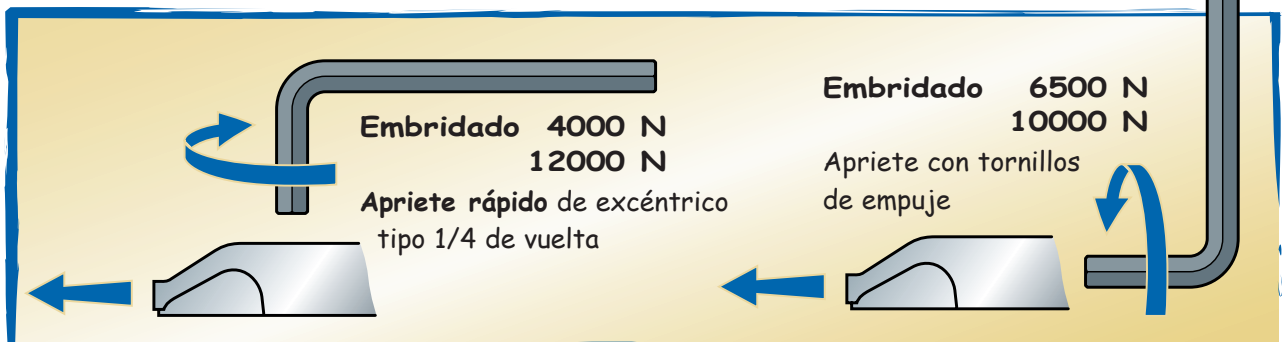 Embridado 4000 N
12000 N
Apriete rápido de excéntrico
tipo 1/4 de vuelta
Embridado 6500 N
10000 N
Apriete con tornillos
de empuje